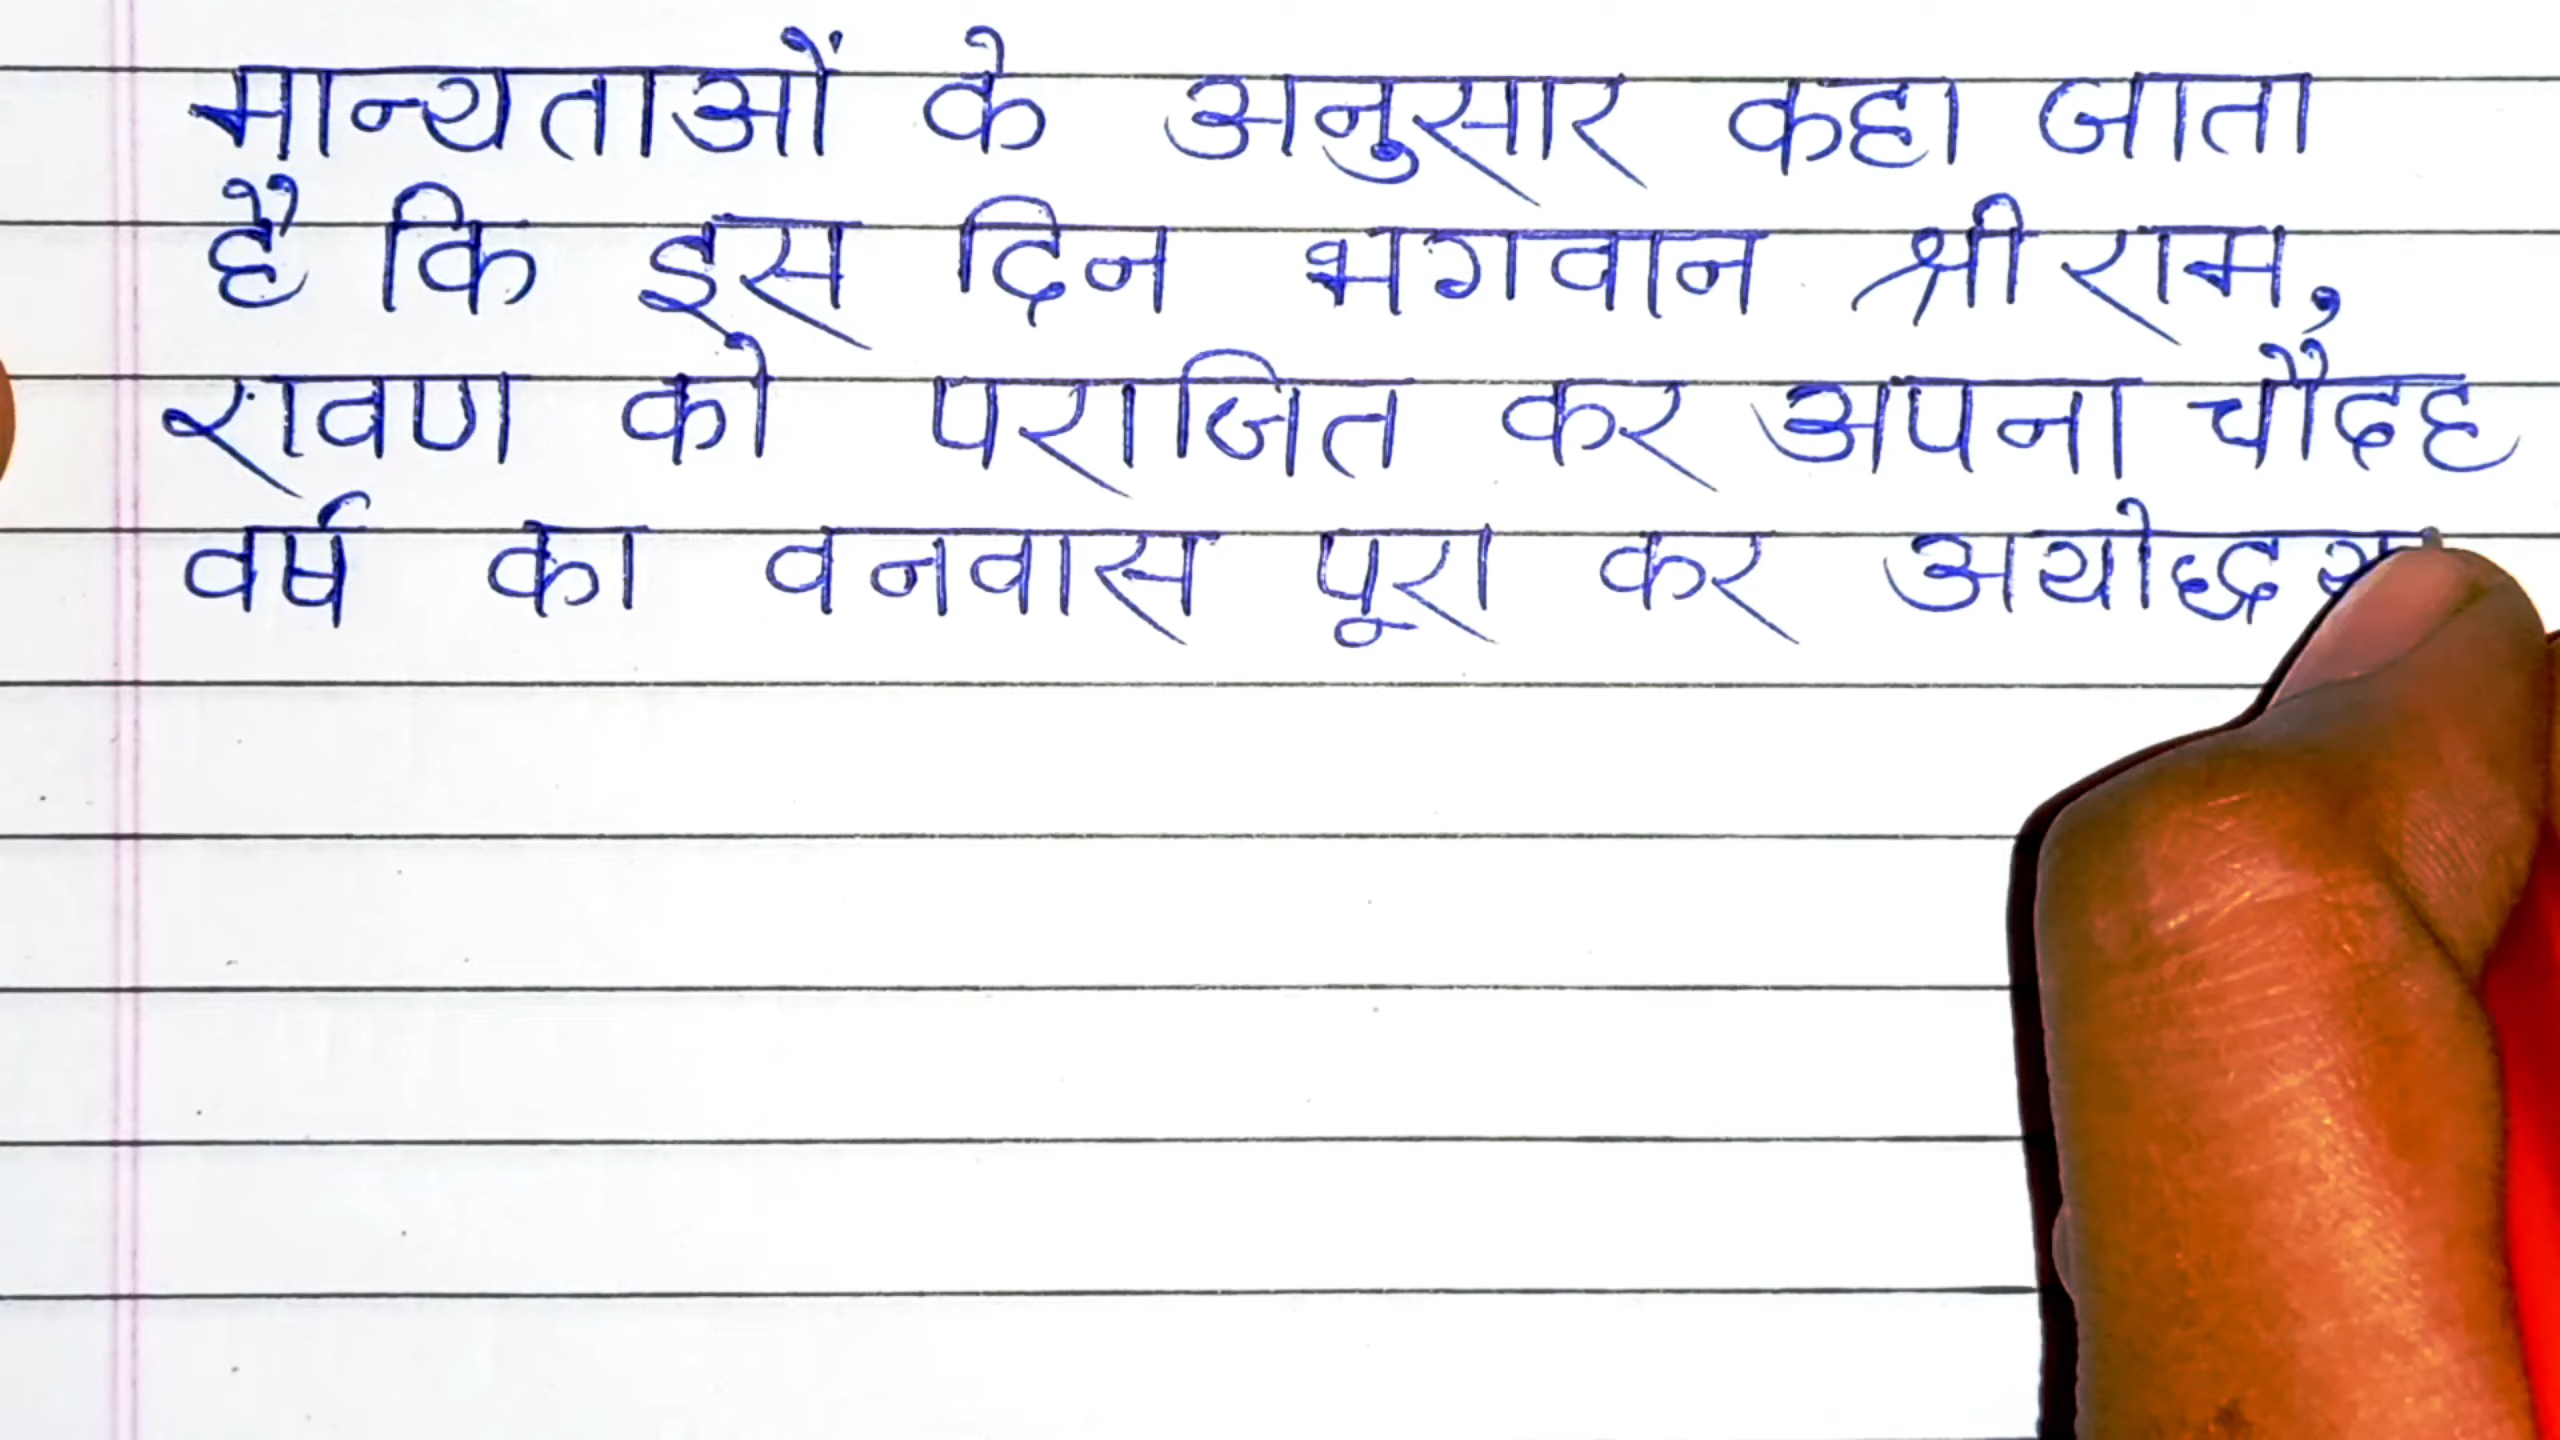 मान्यताओं के अनुसार कहा जाता
है कि इस दिन भगवान श्रीराम,
रावण को पराजित कर अपना चौदह
वर्ष का वनवास पूरा कर